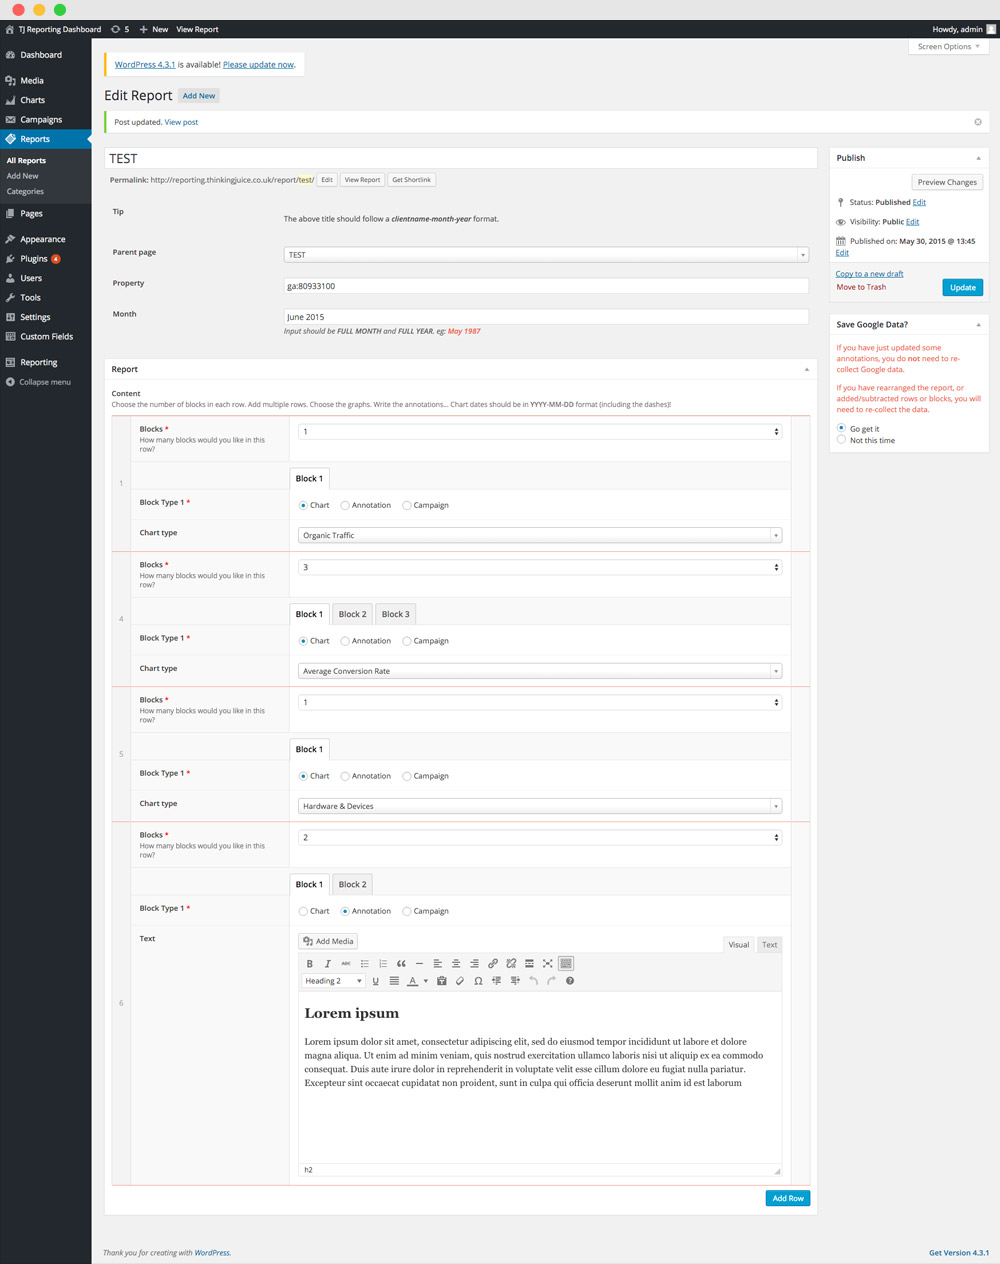 TJ Reporting Dashboard 5 New View Report Howdy, admin
Screen Options
Dashboard
Media
Charts
Campaigns
Reports
All Reports
Add New
Categories
Pages
Appearance
Plugins 4
Users
Tools
Settings
Custom Fields
Reporting
Collapse menu
WordPress 4.3.1 is available! Please update now.
Edit Report Add New
Post updated. View post
TEST
Permalink: http://reporting.thinkingjuice.co.uk/report/test/ Edit View Report Get Shortlink
Tip
The above title should follow a clientname-month-year format.
Parent page
TEST
Property
ga:80933100
Month
June 2015
Input should be FULL MONTH and FULL YEAR. eg: May 1987
Report
Content
Choose the number of blocks in each row. Add multiple rows. Choose the graphs. Write the annotations... Chart dates should be in YYYY-MM-DD format (including the dashes)!
1
Blocks *
How many blocks would you like in this
row?
1
Block 1
Block Type 1 *
Chart Annotation Campaign
Chart type
Organic Traffic
4
Blocks *
How many blocks would you like in this
row?
3
Block 1 Block 2 Block 3
Block Type 1 *
Chart Annotation Campaign
Chart type
Average Conversion Rate
5
Blocks *
How many blocks would you like in this
row?
1
Block 1
Block Type 1 *
Chart Annotation Campaign
Chart type
Hardware & Devices
6
Blocks *
How many blocks would you like in this
row?
2
Block 1 Block 2
Block Type 1 *
Chart Annotation Campaign
Text
Add Media
Visual Text
B I ABC
Heading 2 U A Ω
Lorem ipsum
Lorem ipsum dolor sit amet, consectetur adipiscing elit, sed do eiusmod tempor incididunt ut labore et dolore
magna aliqua. Ut enim ad minim veniam, quis nostrud exercitation ullamco laboris nisi ut aliquip ex ea commodo
consequat. Duis aute irure dolor in reprehenderit in voluptate velit esse cillum dolore eu fugiat nulla pariatur.
Excepteur sint occaecat cupidatat non proident, sunt in culpa qui officia deserunt mollit anim id est laborum
h2
Add Row
Publish
Preview Changes
Status: Published Edit
Visibility: Public Edit
Published on: May 30, 2015 @ 13:45
Edit
Copy to a new draft
Move to Trash
Update
Save Google Data?
If you have just updated some
annotations, you do not need to re-
collect Google data.
If you have rearranged the report, or
added/subtracted rows or blocks, you will
need to re-collect the data.
Go get it
Not this time
Thank you for creating with WordPress.
Get Version 4.3.1